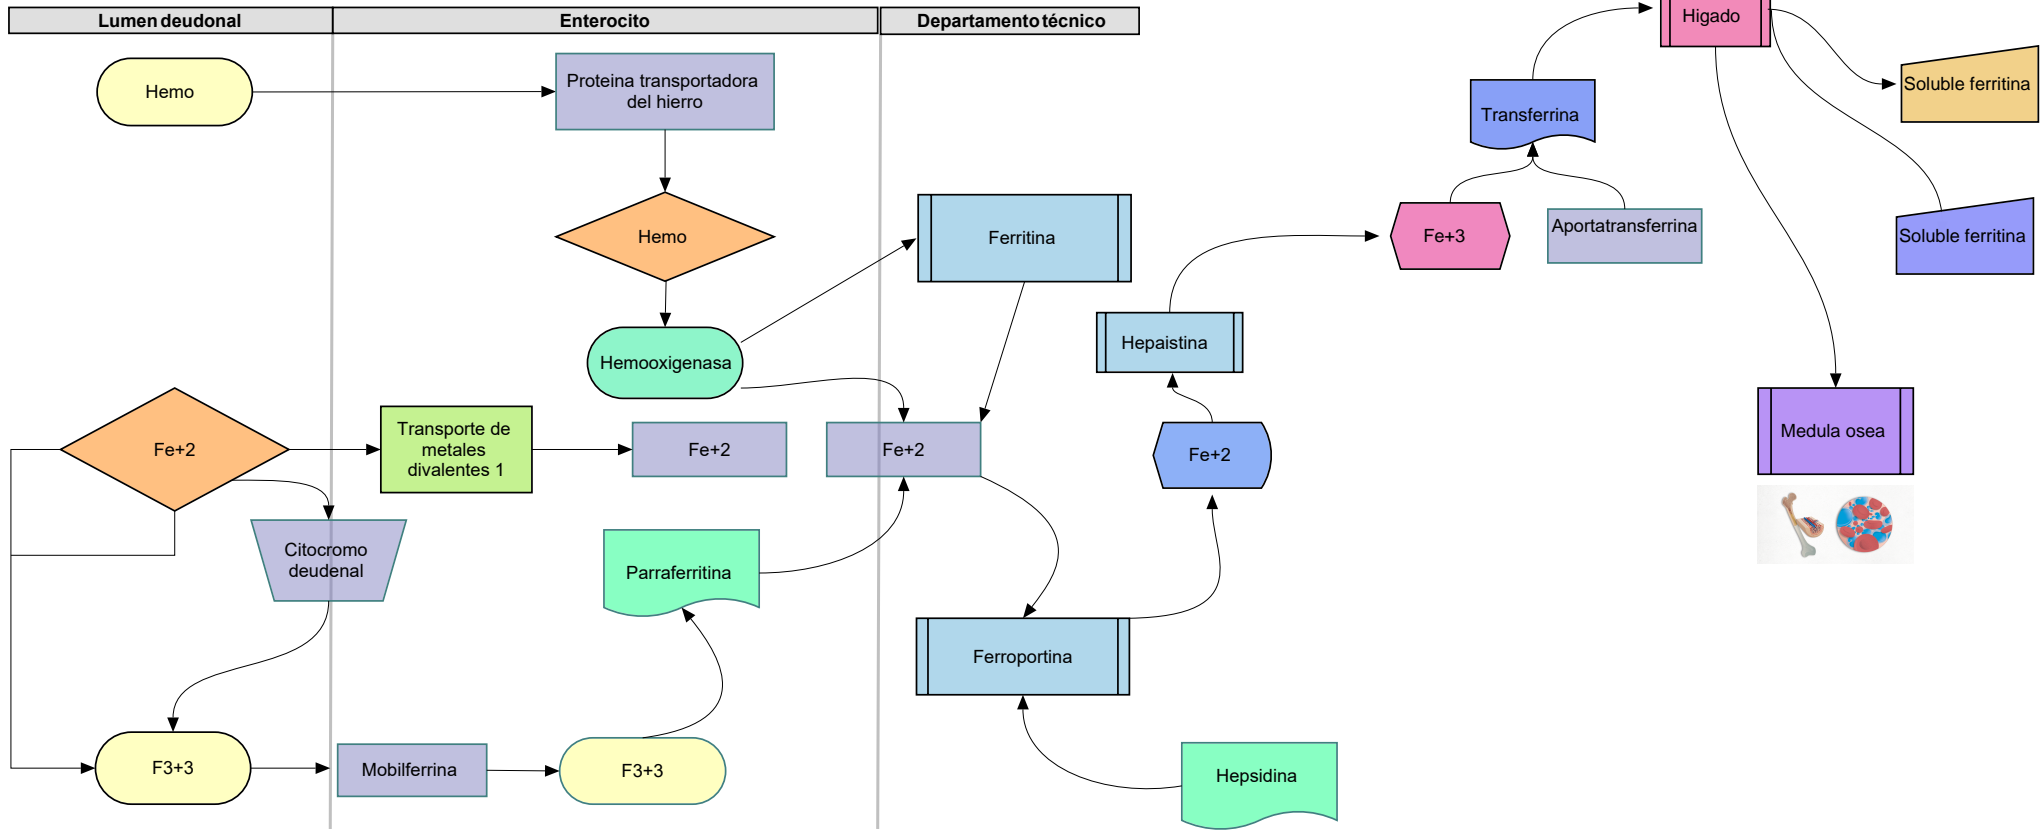 Lumen deudonal
Enterocito
Departamento técnico
Higado
Hemo
Proteina transportadora
del hierro
Soluble ferritina
Transferrina
Hemo
Ferritina
Fe+3
Aportatransferrina
Soluble ferritina
Hemooxigenasa
Hepaistina
Fe+2
Transporte de
metales
divalentes 1
Fe+2
Fe+2
Fe+2
Medula osea
Citocromo
deudenal
Parraferritina
Ferroportina
F3+3
Mobilferrina
F3+3
Hepsidina